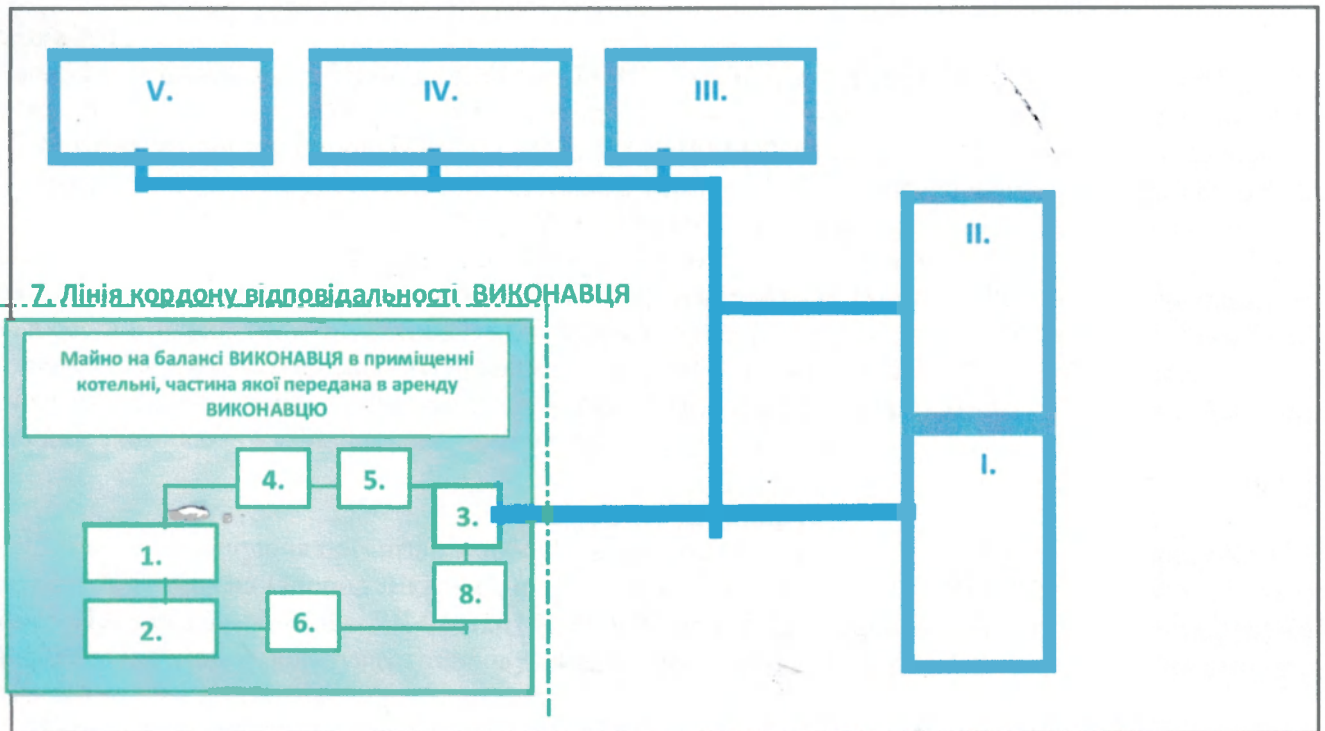 V.
IV.
III.
II.
7. Лінія кордону відповідальності ВИКОНАВЦЯ
Майно на балансі ВИКОНАВЦЯ в приміщенні
котельні, частина якої передана в аренду
ВИКОНАВЦЮ
4.
5.
I.
3.
1.
8.
2.
6.